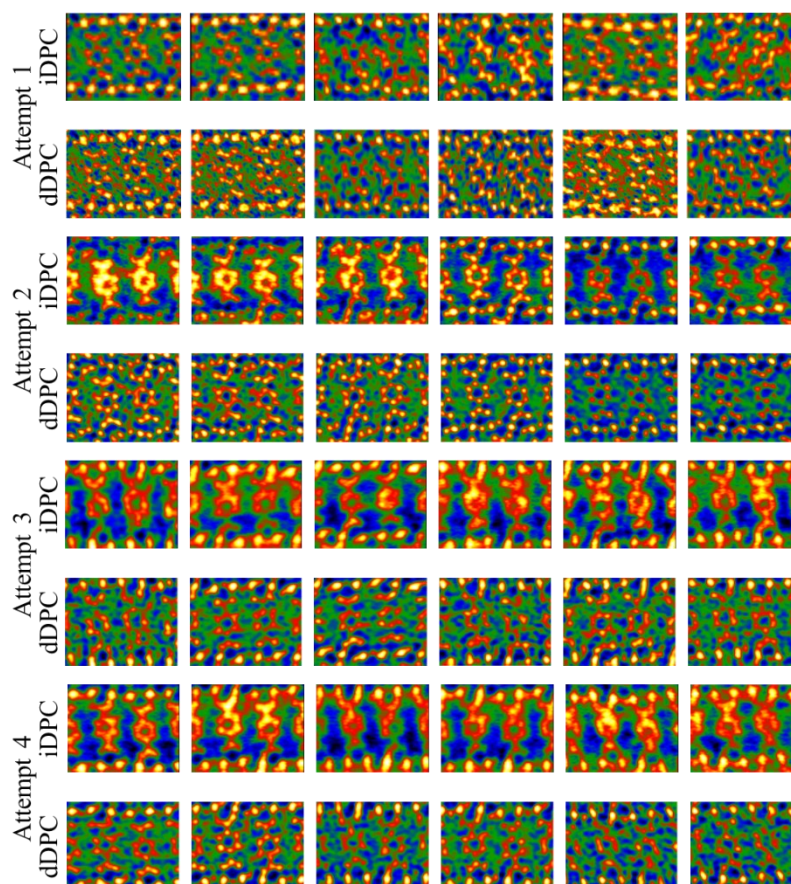 Attempt 1
iDPC
dDPC
Attempt 2
iDPC
dDPC
Attempt 3
iDPC
dDPC
Attempt 4
iDPC
dDPC